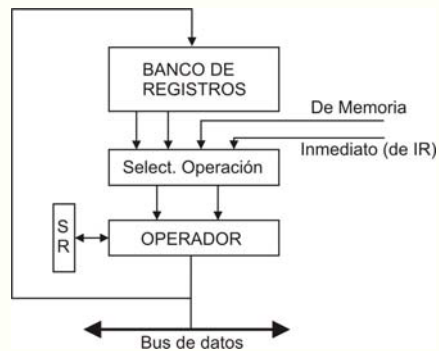 BANCO DE
REGISTROS
De Memoria
Inmediato (de IR)
Select. Operación
S
R
OPERADOR
Bus de datos